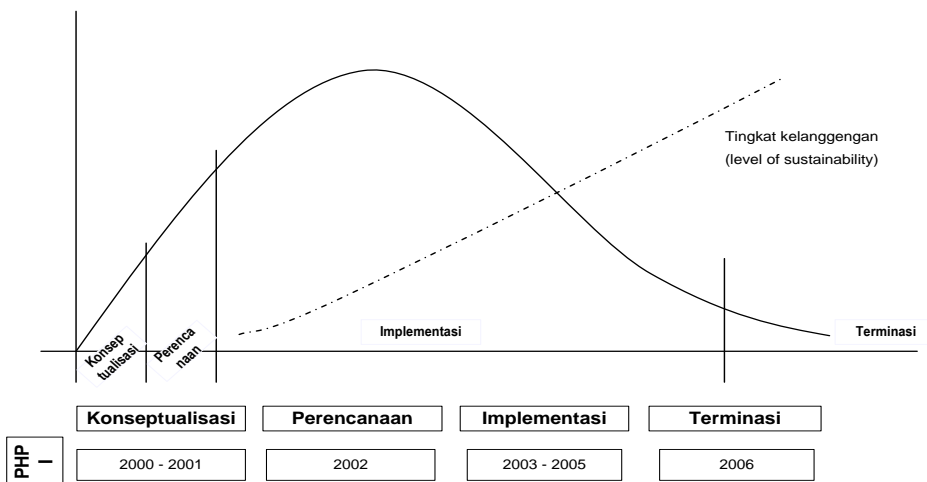 Tingkat kelanggengan
(level of sustainability)
Konsep
tualisasi
Perenca
naan
Implementasi
Terminasi
Konseptualisasi
Perencanaan
Implementasi
Terminasi
PHP
I
2000 - 2001
2002
2003 - 2005
2006